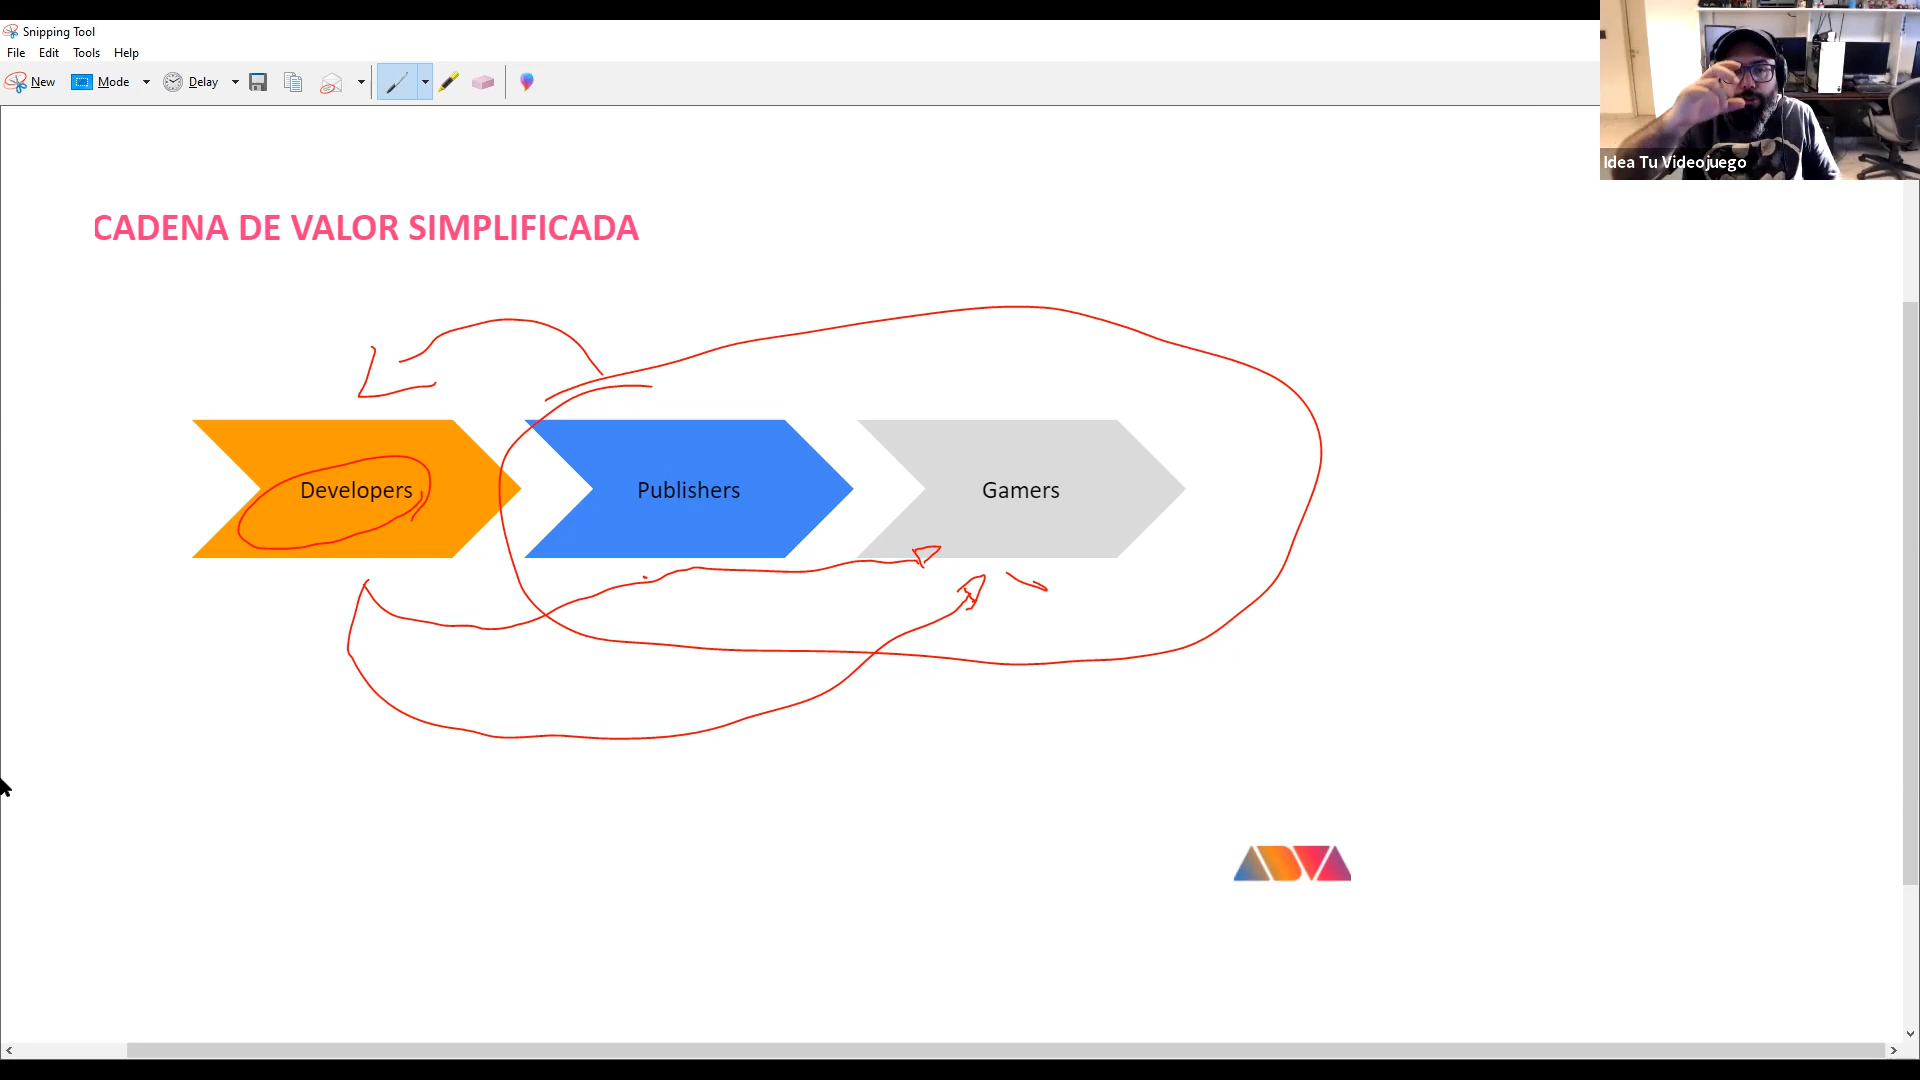 Snipping Tool
File Edit Tools Help
New Mode Delay
Idea Tu Videojuego
CADENA DE VALOR SIMPLIFICADA
Developers Publishers Gamers
ADVA